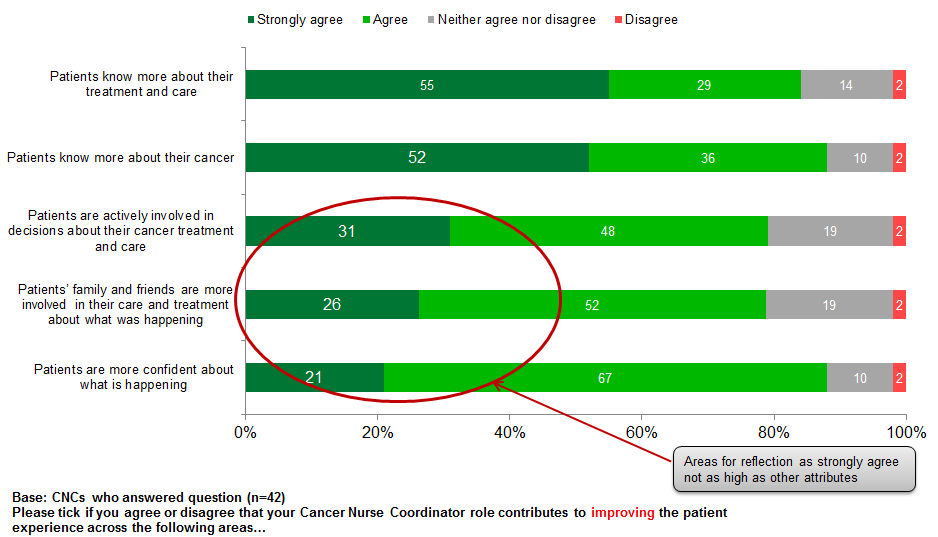 Strongly agree Agree Neither agree nor disagree Disagree
Patients know more about their
treatment and care
55 29 14 2
Patients know more about their cancer
52 36 10 2
Patients are actively involved in
decisions about their cancer treatment
and care
31 48 19 2
Patients' family and friends are more
involved in their care and treatment
about what was happening
26 52 19 2
Patients are more confident about
what is happening
21 67 10 2
0% 20% 40% 60% 80% 100%
Areas for reflection as strongly agree
not as high as other attributes
Base: CNCs who answered question (n=42)
Please tick if you agree or disagree that your Cancer Nurse Coordinator role contributes to improving the patient
experience across the following areas…